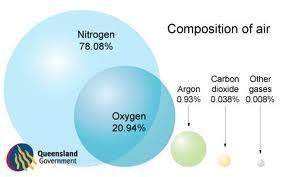 Composition of air
Nitrogen
78.08%
Oxygen
20.94%
Argon
0.93%
Carbon
dioxide
0.038%
Other
gases
0.008%
Queensland
Government